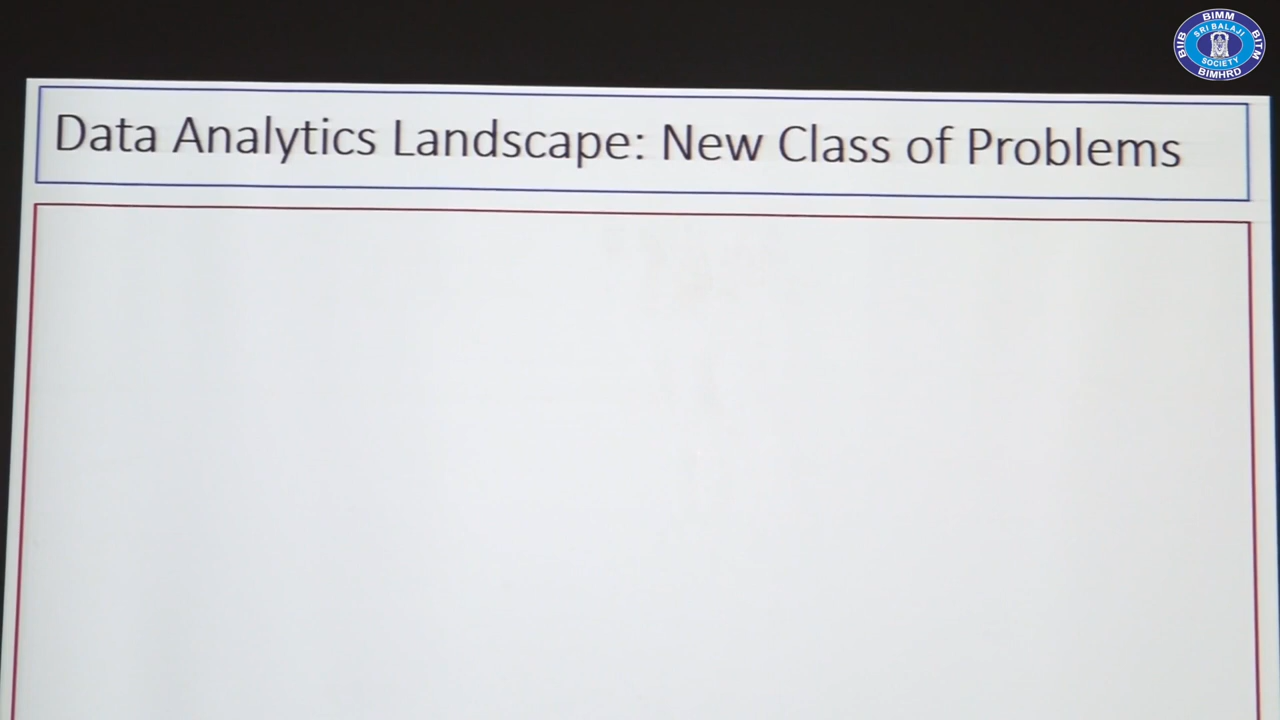 BIMM
BIIB
SRI BALAJI
BITM
SOCIETY
BIMHRD
Data Analytics Landscape: New Class of Problems